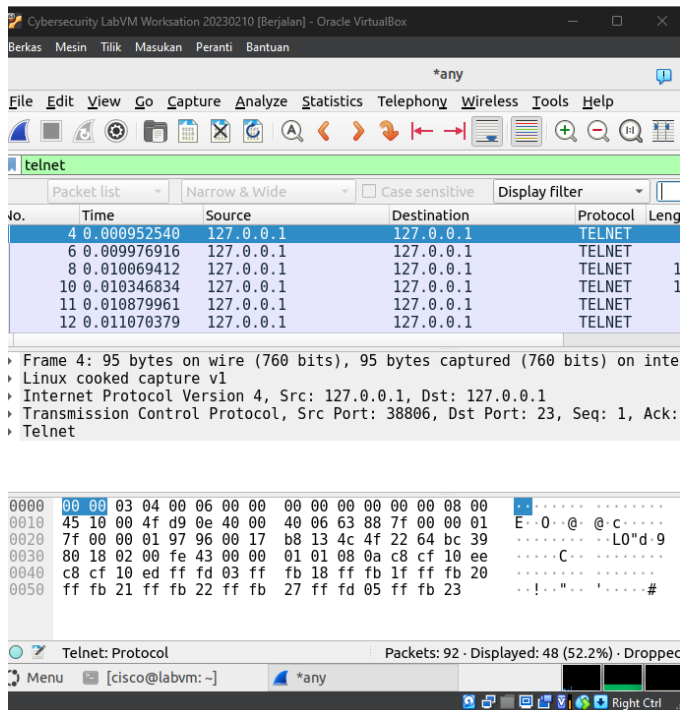 Cybersecurity LabVM Worksation 20230210 [Berjalan] - Oracle VirtualBox
Berkas Mesin Tilik Masukan Peranti Bantuan
*any
File Edit View Go Capture Analyze Statistics Telephony Wireless Tools Help
telnet
Packet list Narrow & Wide Case sensitive Display filter
No. Time Source Destination Protocol Leng
4 0.000952540 127.0.0.1 127.0.0.1 TELNET
6 0.009976916 127.0.0.1 127.0.0.1 TELNET
8 0.010069412 127.0.0.1 127.0.0.1 TELNET 1
10 0.010346834 127.0.0.1 127.0.0.1 TELNET 1
11 0.010879961 127.0.0.1 127.0.0.1 TELNET
12 0.011070379 127.0.0.1 127.0.0.1 TELNET
Frame 4: 95 bytes on wire (760 bits), 95 bytes captured (760 bits) on inte
Linux cooked capture v1
Internet Protocol Version 4, Src: 127.0.0.1, Dst: 127.0.0.1
Transmission Control Protocol, Src Port: 38806, Dst Port: 23, Seq: 1, Ack:
Telnet
0000 00 00 03 04 00 06 00 00 00 00 00 00 00 00 08 00 ········ ········
0010 45 10 00 4f d9 0e 40 00 40 06 63 88 7f 00 00 01 E··O··@· @·c·····
0020 7f 00 00 01 97 96 00 17 b8 13 4c 4f 22 64 bc 39 ········ ··LO"d·9
0030 80 18 02 00 fe 43 00 00 01 01 08 0a c8 cf 10 ee ·····C·· ········
0040 c8 cf 10 ed ff fd 03 ff fb 18 ff fb 1f ff fb 20 ········ ·······
0050 ff fb 21 ff fb 22 ff fb 27 ff fd 05 ff fb 23 ··!··"·· '·····#
Telnet: Protocol Packets: 92 · Displayed: 48 (52.2%) · Dropped
Menu [cisco@labvm: ~] *any
Right Ctrl